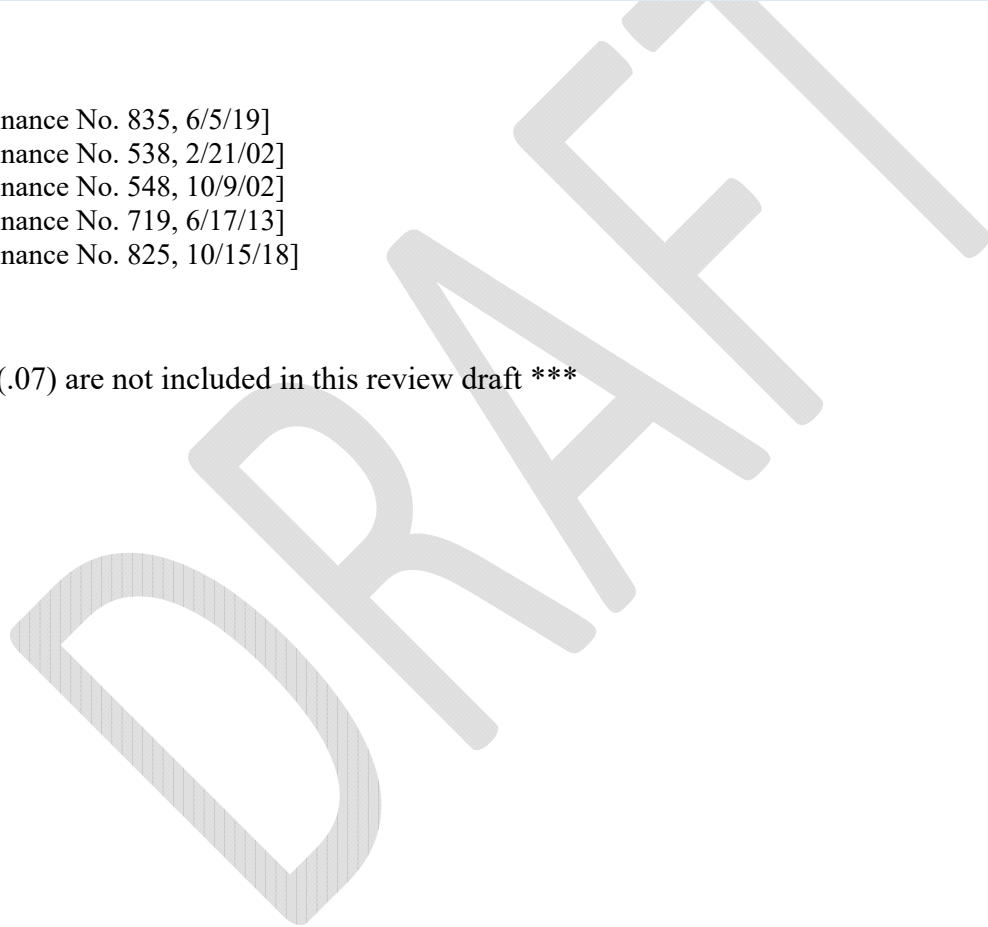 nance No. 835, 6/5/19]
nance No. 538, 2/21/02]
nance No. 548, 10/9/02]
nance No. 719, 6/17/13]
nance No. 825, 10/15/18]
(.07) are not included in this review draft ***
DRAFT